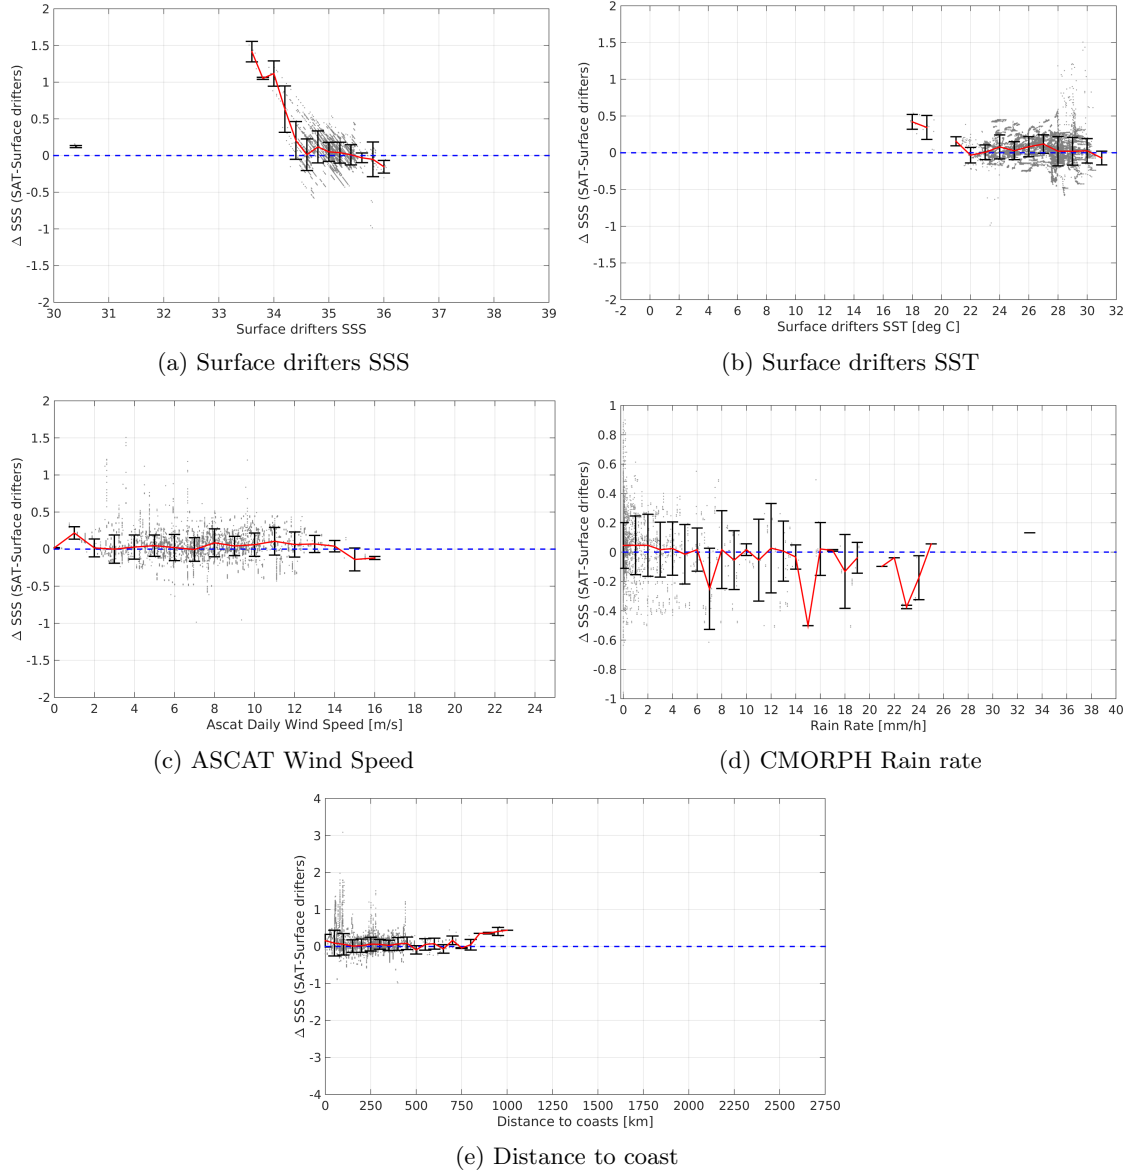 2
1.5
1
0.5
0
-0.5
-1
-1.5
-2
Δ SSS (SAT-Surface drifters)
30 31 32 33 34 35 36 37 38 39
Surface drifters SSS
(a) Surface drifters SSS
2
1.5
1
0.5
0
-0.5
-1
-1.5
-2
Δ SSS (SAT-Surface drifters)
-2 0 2 4 6 8 10 12 14 16 18 20 22 24 26 28 30 32
Surface drifters SST [deg C]
(b) Surface drifters SST
2
1.5
1
0.5
0
-0.5
-1
-1.5
-2
Δ SSS (SAT-Surface drifters)
0 2 4 6 8 10 12 14 16 18 20 22 24
Ascat Daily Wind Speed [m/s]
(c) ASCAT Wind Speed
1
0.8
0.6
0.4
0.2
0
-0.2
-0.4
-0.6
-0.8
-1
Δ SSS (SAT-Surface drifters)
0 2 4 6 8 10 12 14 16 18 20 22 24 26 28 30 32 34 36 38 40
Rain Rate [mm/h]
(d) CMORPH Rain rate
4
3
2
1
0
-1
-2
-3
-4
Δ SSS (SAT-Surface drifters)
0 250 500 750 1000 1250 1500 1750 2000 2250 2500 2750
Distance to coasts [km]
(e) Distance to coast